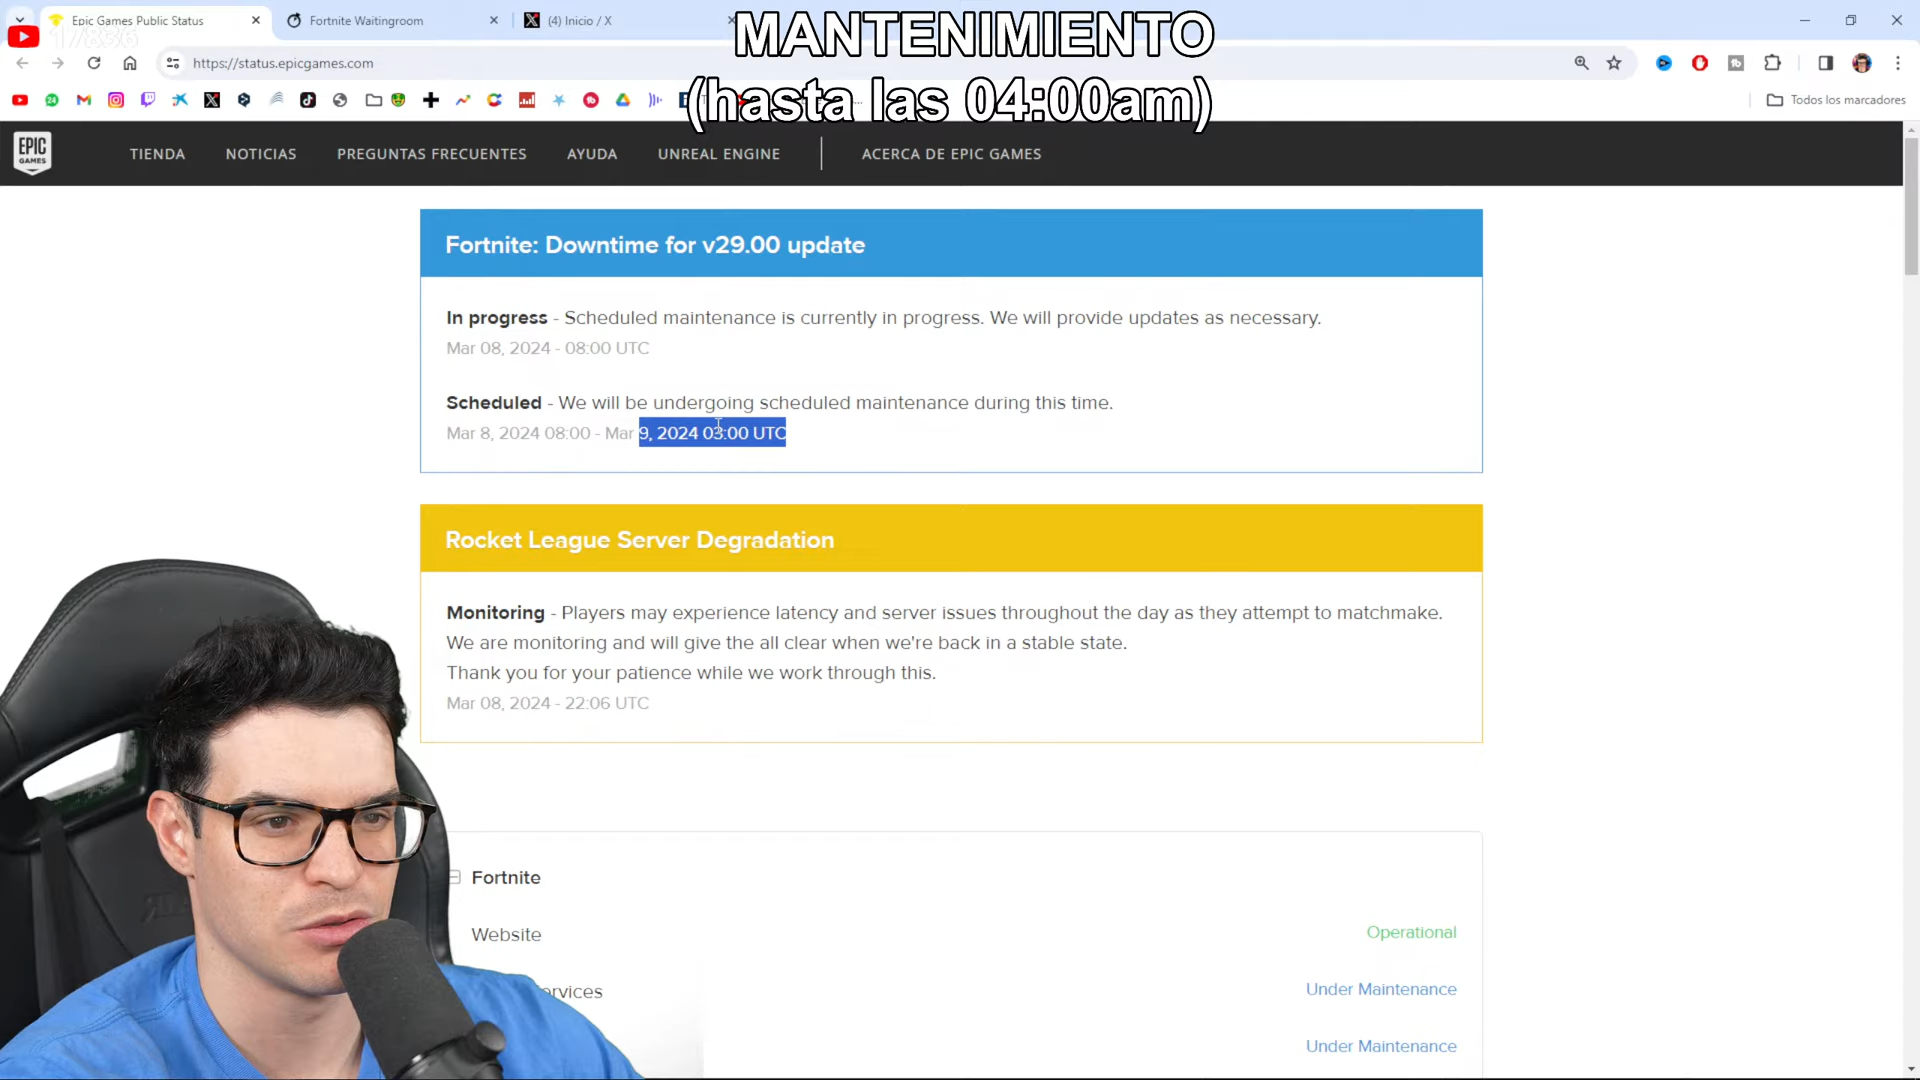 Epic Games Public Status
Fortnite Waitingroom
(4) Inicio / X
MANTENIMIENTO
(hasta las 04:00am)
17836
https://status.epicgames.com
Todos los marcadores
EPIC
GAMES
TIENDA
NOTICIAS
PREGUNTAS FRECUENTES
AYUDA
UNREAL ENGINE
ACERCA DE EPIC GAMES
Fortnite: Downtime for v29.00 update
In progress - Scheduled maintenance is currently in progress. We will provide updates as necessary.
Mar 08, 2024 - 08:00 UTC
Scheduled - We will be undergoing scheduled maintenance during this time.
Mar 8, 2024 08:00 - Mar 9, 2024 03:00 UTC
Rocket League Server Degradation
Monitoring - Players may experience latency and server issues throughout the day as they attempt to matchmake.
We are monitoring and will give the all clear when we're back in a stable state.
Thank you for your patience while we work through this.
Mar 08, 2024 - 22:06 UTC
Fortnite
Website
Operational
Under Maintenance
Under Maintenance